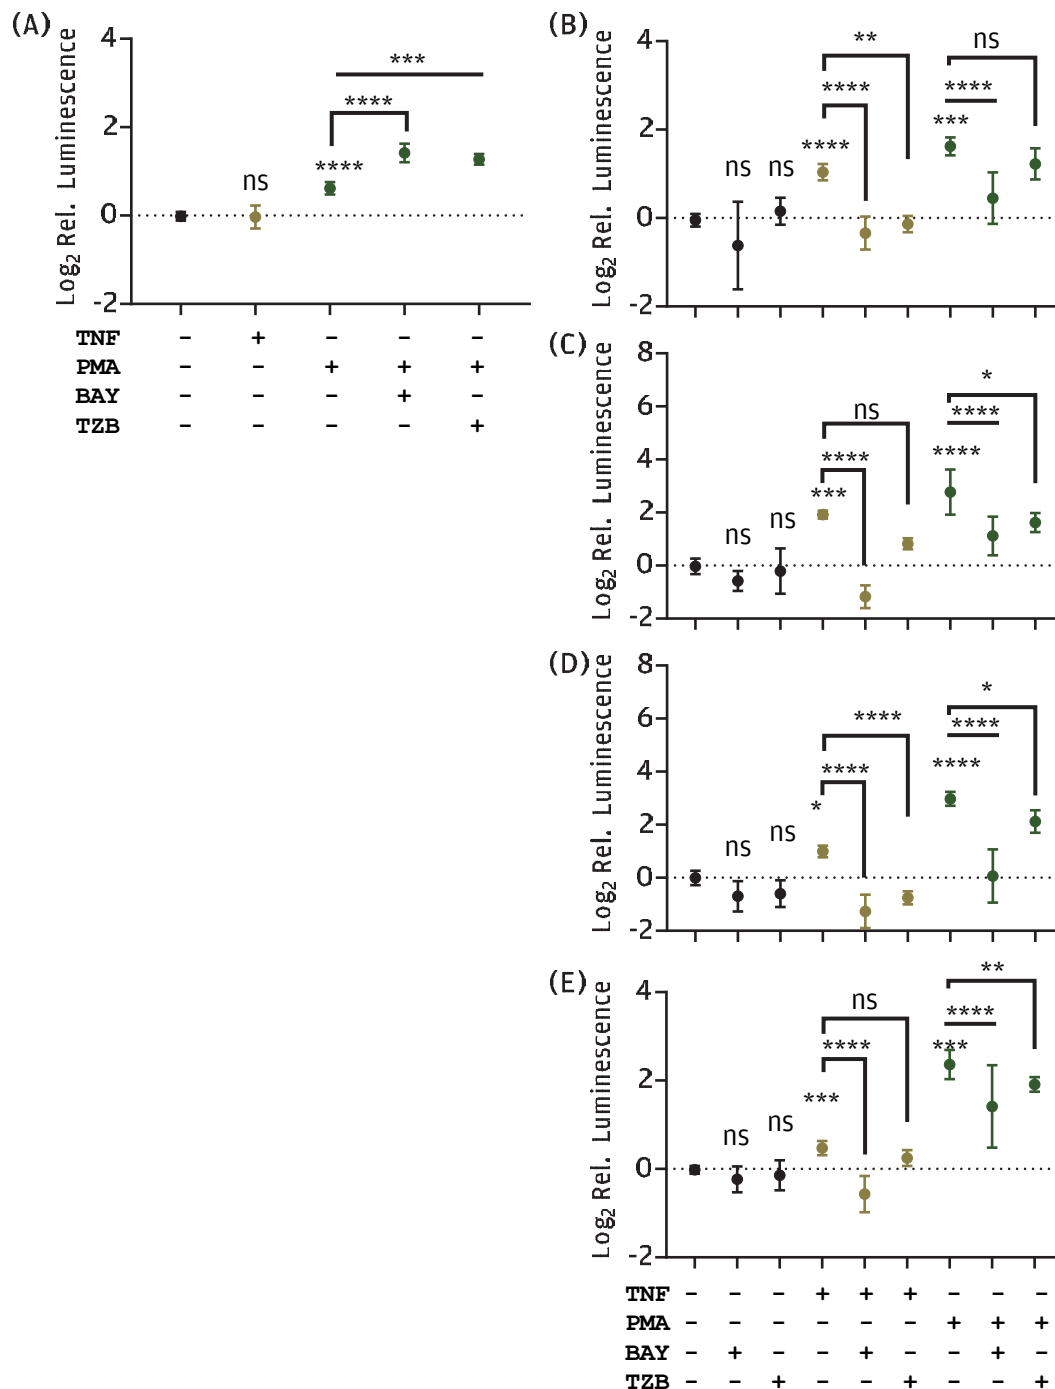 (A)
Log2 Rel. Luminescence
4
2
0
-2
ns
****
****
***
TNF - + - - -
PMA - - + + +
BAY - - - + -
TZB - - - - +
(B)
Log2 Rel. Luminescence
4
2
0
-2
ns
ns
****
****
**
***
****
ns
(C)
Log2 Rel. Luminescence
8
6
4
2
0
-2
ns
ns
***
****
ns
****
****
*
(D)
Log2 Rel. Luminescence
8
6
4
2
0
-2
ns
ns
*
****
****
****
****
*
(E)
Log2 Rel. Luminescence
4
2
0
-2
ns
ns
***
****
ns
***
****
**
TNF - - - + + + - - -
PMA - - - - - - + + +
BAY - + - - + - - + -
TZB - - + - - + - - +